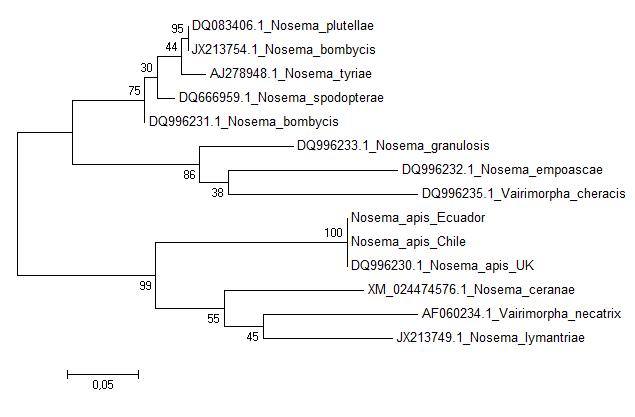 95
DQ083406.1_Nosema_plutellae
44
JX213754.1_Nosema_bombycis
30
AJ278948.1_Nosema_tyriae
75
DQ666959.1_Nosema_spodopterae
DQ996231.1_Nosema_bombycis
DQ996233.1_Nosema_granulosis
86
DQ996232.1_Nosema_empoascae
38
DQ996235.1_Vairimorpha_cheracis
Nosema_apis_Ecuador
100
Nosema_apis_Chile
DQ996230.1_Nosema_apis_UK
99
XM_024474576.1_Nosema_ceranae
55
AF060234.1_Vairimorpha_necatrix
45
JX213749.1_Nosema_lymantriae
0,05